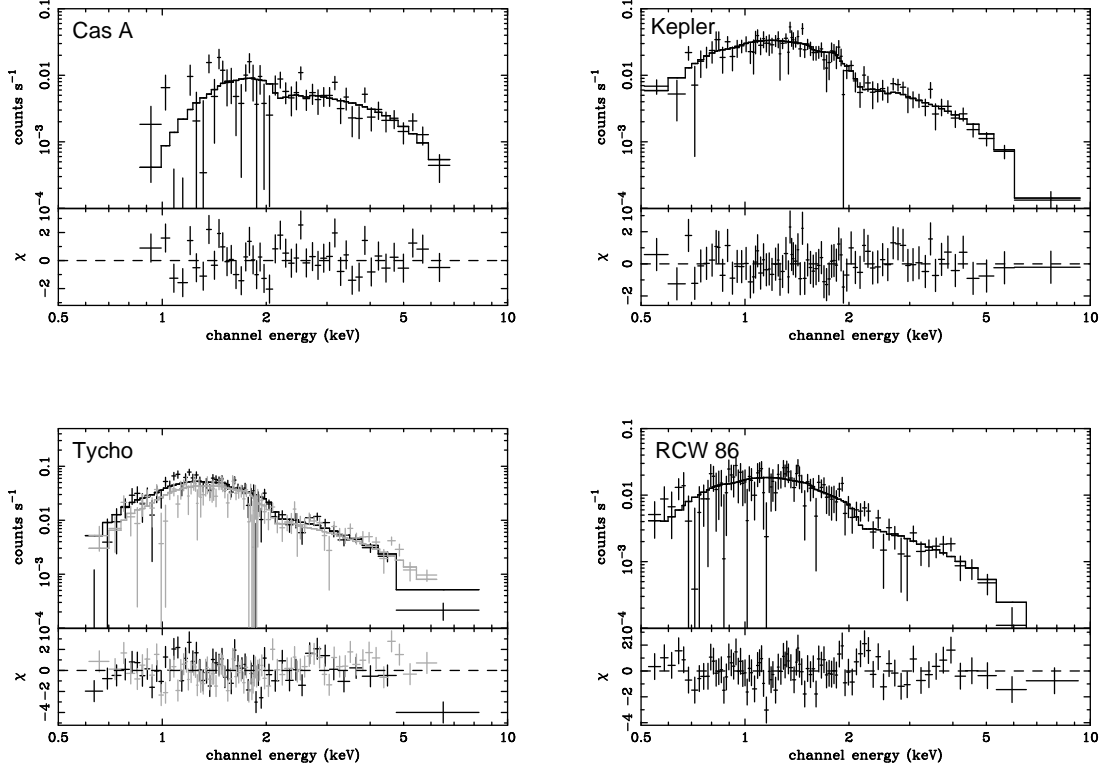 Cas A
counts s⁻¹
0.1
0.01
10⁻³
10⁻⁴
χ
10
2
0
−2
0.5 1 2 5 10
channel energy (keV)
Kepler
counts s⁻¹
0.1
0.01
10⁻³
10⁻⁴
χ
210
0
−2
0.5 1 2 5 10
channel energy (keV)
Tycho
counts s⁻¹
0.1
0.01
10⁻³
10⁻⁴
χ
210
0
−2
−4
0.5 1 2 5 10
channel energy (keV)
RCW 86
counts s⁻¹
0.1
0.01
10⁻³
10⁻⁴
χ
210
0
−2
−4
0.5 1 2 5 10
channel energy (keV)